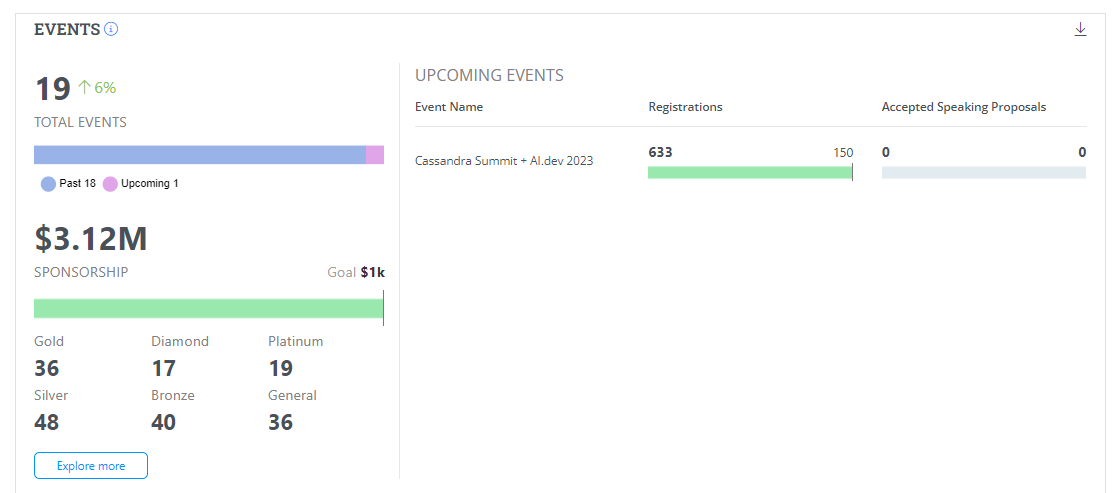 EVENTS
19 ↑ 6%
TOTAL EVENTS
Past 18 Upcoming 1
$3.12M
SPONSORSHIP Goal $1k
Gold Diamond Platinum
36 17 19
Silver Bronze General
48 40 36
Explore more
UPCOMING EVENTS
Event Name Registrations Accepted Speaking Proposals
Cassandra Summit + AI.dev 2023 633 150 0 0